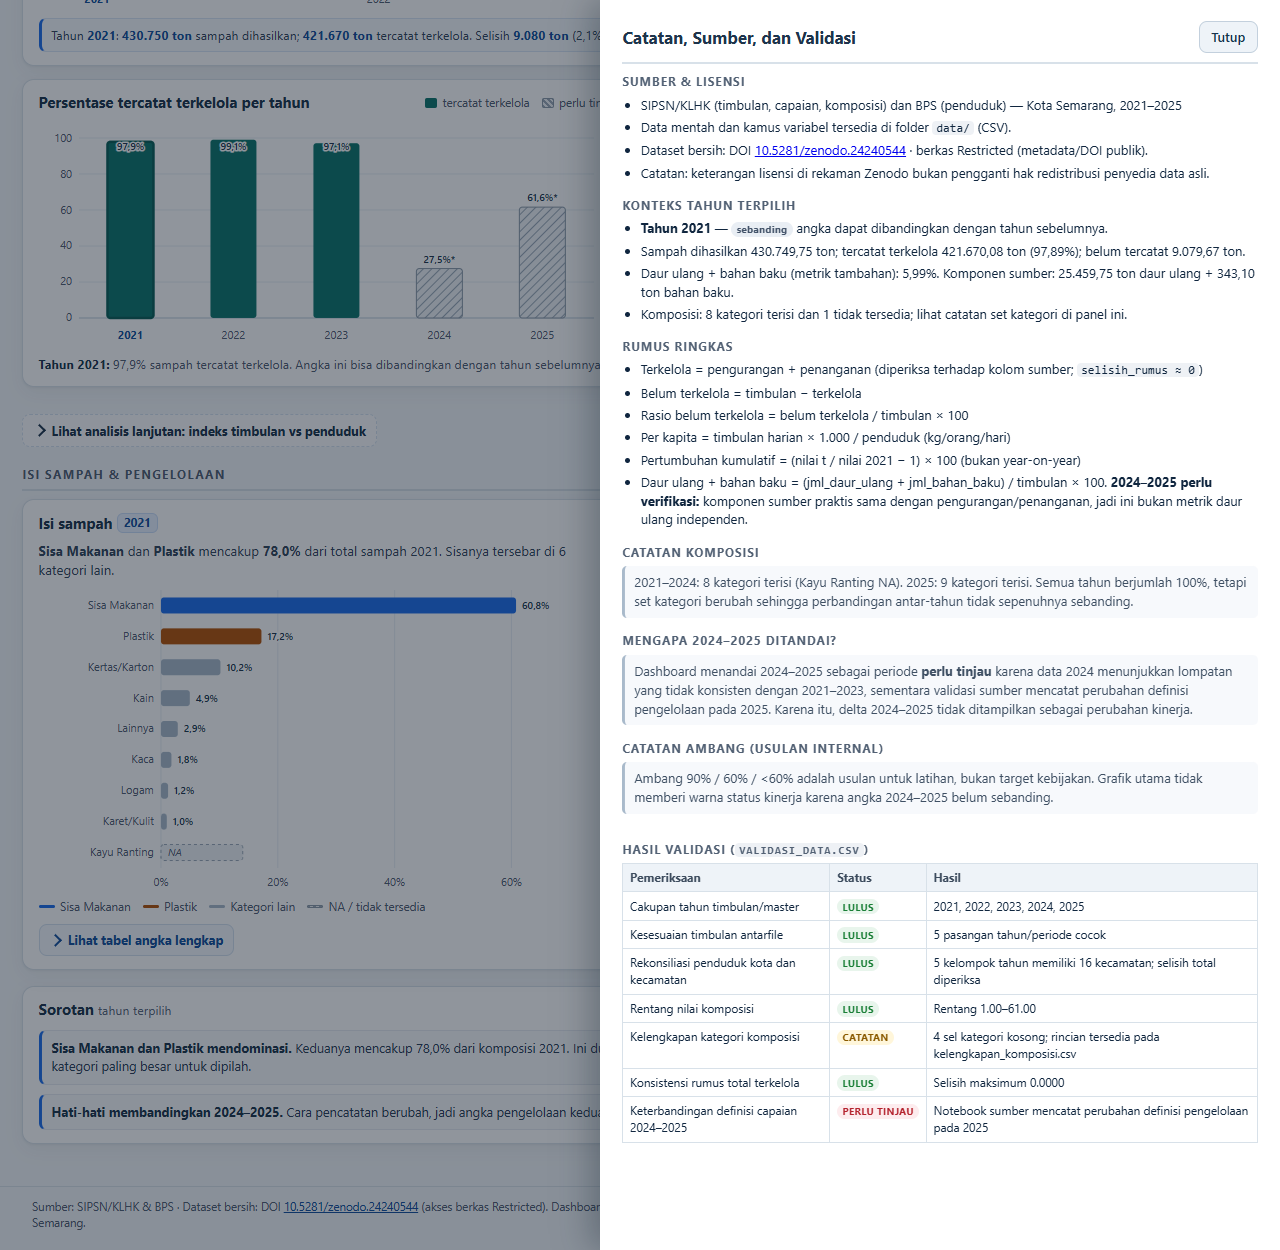 2021
2022
Tahun 2021: 430.750 ton sampah dihasilkan; 421.670 ton tercatat terkelola. Selisih 9.080 ton (2,1%
Persentase tercatat terkelola per tahun
tercatat terkelola
perlu tin
100
80
60
40
20
0
97,9%
99,1%
97,1%
27,5%*
61,6%*
2021
2022
2023
2024
2025
Tahun 2021: 97,9% sampah tercatat terkelola. Angka ini bisa dibandingkan dengan tahun sebelumnya
Lihat analisis lanjutan: indeks timbulan vs penduduk
ISI SAMPAH & PENGELOLAAN
Isi sampah 2021
Sisa Makanan dan Plastik mencakup 78,0% dari total sampah 2021. Sisanya tersebar di 6
kategori lain.
Sisa Makanan 60,8%
Plastik 17,2%
Kertas/Karton 10,2%
Kain 4,9%
Lainnya 2,9%
Kaca 1,8%
Logam 1,2%
Karet/Kulit 1,0%
Kayu Ranting NA
0%
20%
40%
60%
Sisa Makanan
Plastik
Kategori lain
NA / tidak tersedia
Lihat tabel angka lengkap
Sorotan tahun terpilih
Sisa Makanan dan Plastik mendominasi. Keduanya mencakup 78,0% dari komposisi 2021. Ini du
kategori paling besar untuk dipilah.
Hati-hati membandingkan 2024–2025. Cara pencatatan berubah, jadi angka pengelolaan kedua
Sumber: SIPSN/KLHK & BPS · Dataset bersih: DOI 10.5281/zenodo.24240544 (akses berkas Restricted). Dashboar
Semarang.
Catatan, Sumber, dan Validasi
Tutup
SUMBER & LISENSI
SIPSN/KLHK (timbulan, capaian, komposisi) dan BPS (penduduk) — Kota Semarang, 2021–2025
Data mentah dan kamus variabel tersedia di folder data/ (CSV).
Dataset bersih: DOI 10.5281/zenodo.24240544 · berkas Restricted (metadata/DOI publik).
Catatan: keterangan lisensi di rekaman Zenodo bukan pengganti hak redistribusi penyedia data asli.
KONTEKS TAHUN TERPILIH
Tahun 2021 — sebanding angka dapat dibandingkan dengan tahun sebelumnya.
Sampah dihasilkan 430.749,75 ton; tercatat terkelola 421.670,08 ton (97,89%); belum tercatat 9.079,67 ton.
Daur ulang + bahan baku (metrik tambahan): 5,99%. Komponen sumber: 25.459,75 ton daur ulang + 343,10
ton bahan baku.
Komposisi: 8 kategori terisi dan 1 tidak tersedia; lihat catatan set kategori di panel ini.
RUMUS RINGKAS
Terkelola = pengurangan + penanganan (diperiksa terhadap kolom sumber; selisih_rumus ≈ 0 )
Belum terkelola = timbulan − terkelola
Rasio belum terkelola = belum terkelola / timbulan × 100
Per kapita = timbulan harian × 1.000 / penduduk (kg/orang/hari)
Pertumbuhan kumulatif = (nilai t / nilai 2021 − 1) × 100 (bukan year-on-year)
Daur ulang + bahan baku = (jml_daur_ulang + jml_bahan_baku) / timbulan × 100. 2024–2025 perlu
verifikasi: komponen sumber praktis sama dengan pengurangan/penanganan, jadi ini bukan metrik daur
ulang independen.
CATATAN KOMPOSISI
2021–2024: 8 kategori terisi (Kayu Ranting NA). 2025: 9 kategori terisi. Semua tahun berjumlah 100%, tetapi
set kategori berubah sehingga perbandingan antar-tahun tidak sepenuhnya sebanding.
MENGAPA 2024–2025 DITANDAI?
Dashboard menandai 2024–2025 sebagai periode perlu tinjau karena data 2024 menunjukkan lompatan
yang tidak konsisten dengan 2021–2023, sementara validasi sumber mencatat perubahan definisi
pengelolaan pada 2025. Karena itu, delta 2024–2025 tidak ditampilkan sebagai perubahan kinerja.
CATATAN AMBANG (USULAN INTERNAL)
Ambang 90% / 60% / <60% adalah usulan untuk latihan, bukan target kebijakan. Grafik utama tidak
memberi warna status kinerja karena angka 2024–2025 belum sebanding.
HASIL VALIDASI ( VALIDASI_DATA.CSV )
Pemeriksaan Status Hasil
Cakupan tahun timbulan/master LULUS 2021, 2022, 2023, 2024, 2025
Kesesuaian timbulan antarfile LULUS 5 pasangan tahun/periode cocok
Rekonsiliasi penduduk kota dan LULUS 5 kelompok tahun memiliki 16 kecamatan; selisih total
kecamatan diperiksa
Rentang nilai komposisi LULUS Rentang 1.00–61.00
Kelengkapan kategori komposisi CATATAN 4 sel kategori kosong; rincian tersedia pada
kelengkapan_komposisi.csv
Konsistensi rumus total terkelola LULUS Selisih maksimum 0.0000
Keterbandingan definisi capaian PERLU TINJAU Notebook sumber mencatat perubahan definisi pengelolaan
2024–2025 pada 2025